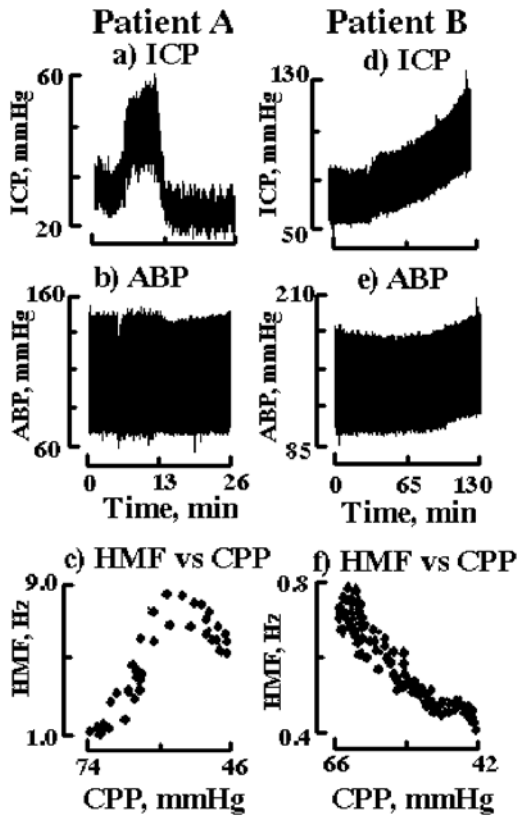 Patient A
Patient B
a) ICP
d) ICP
60
ICP, mmHg
20
130
ICP, mmHg
50
b) ABP
e) ABP
160
ABP, mmHg
60
210
ABP, mmHg
85
0 13 26
Time, min
0 65 130
Time, min
c) HMF vs CPP
f) HMF vs CPP
9.0
HMF, Hz
1.0
0.8
HMF, Hz
0.4
74 46
CPP, mmHg
66 42
CPP, mmHg